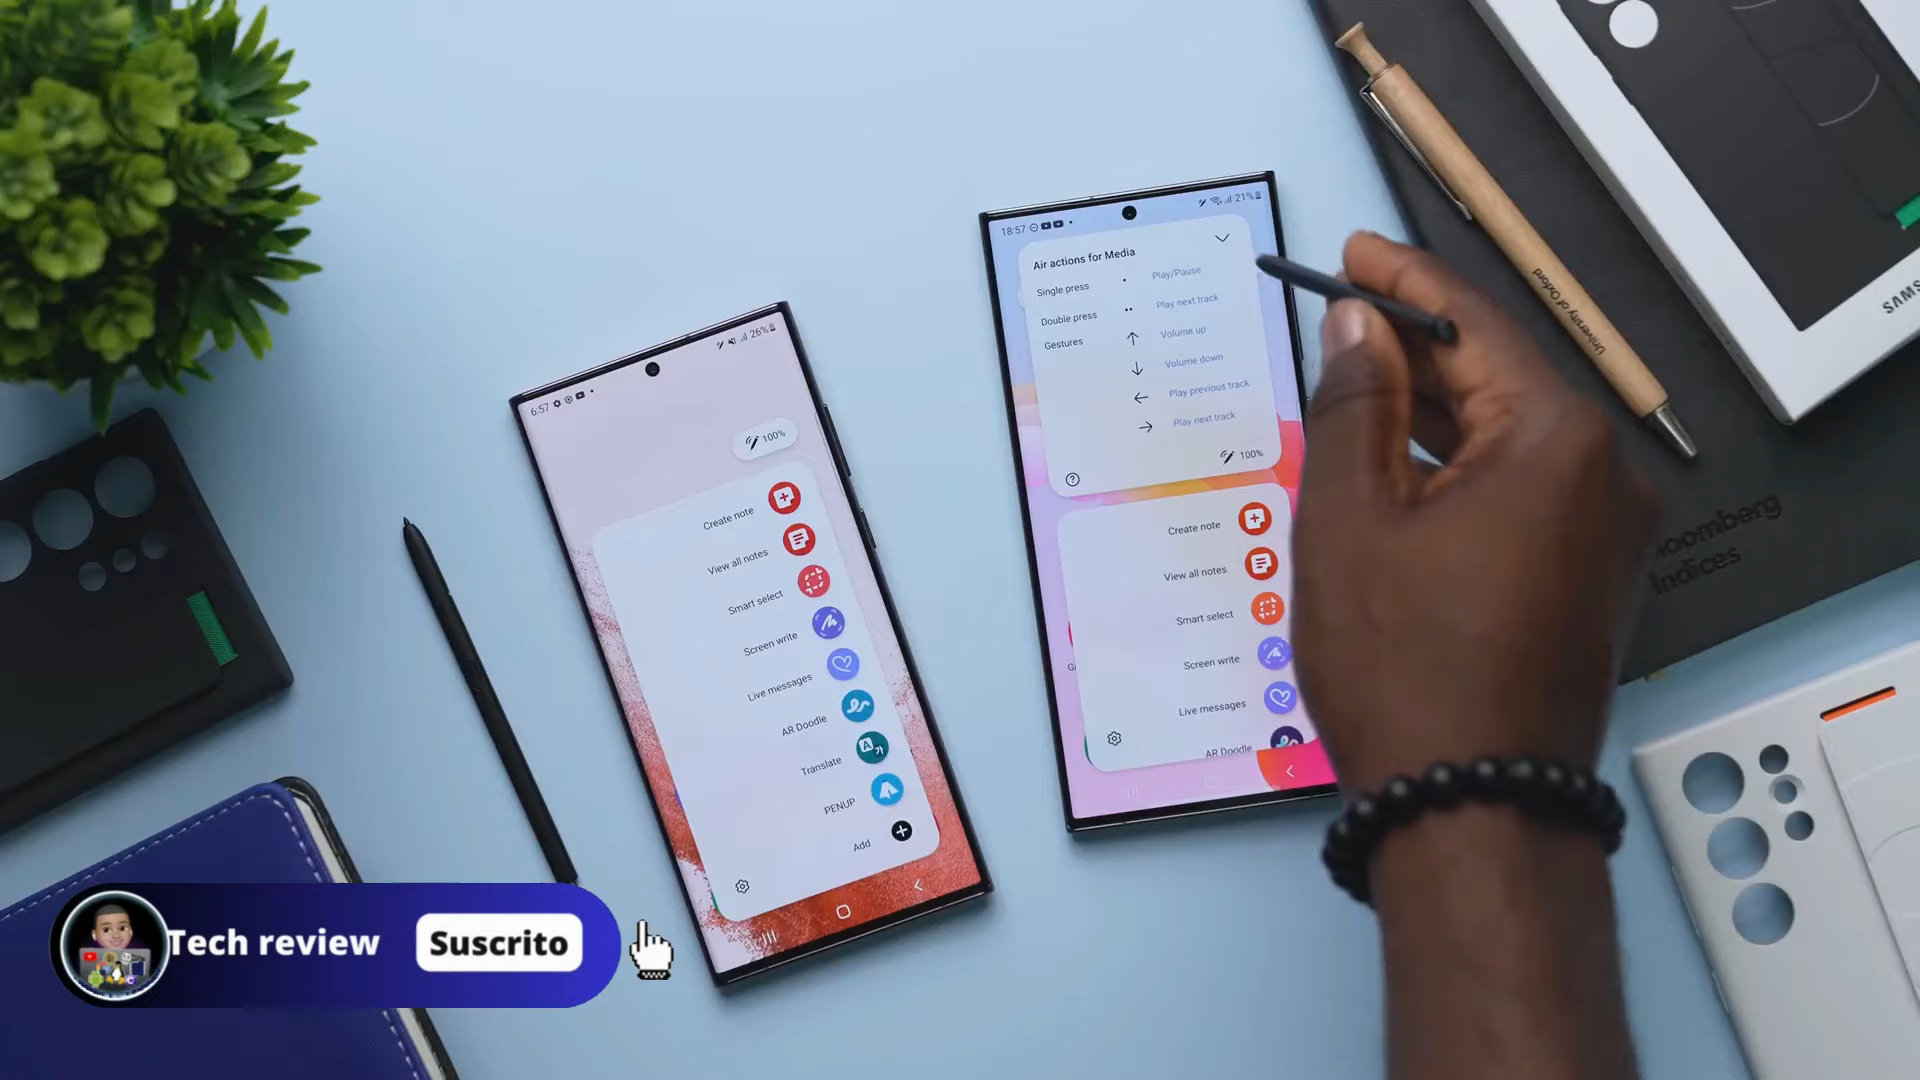 6:57
26%
100%
Create note
View all notes
Smart select
Screen write
Live messages
AR Doodle
Translate
PENUP
Add
18:57
21%
Air actions for Media
Single press
Play/Pause
Double press
Play next track
Gestures
Volume up
Volume down
Play previous track
Play next track
100%
Create note
View all notes
Smart select
Screen write
Live messages
AR Doodle
University of Oxford
SAMS
loomberg
Indices
Tech review
Suscrito